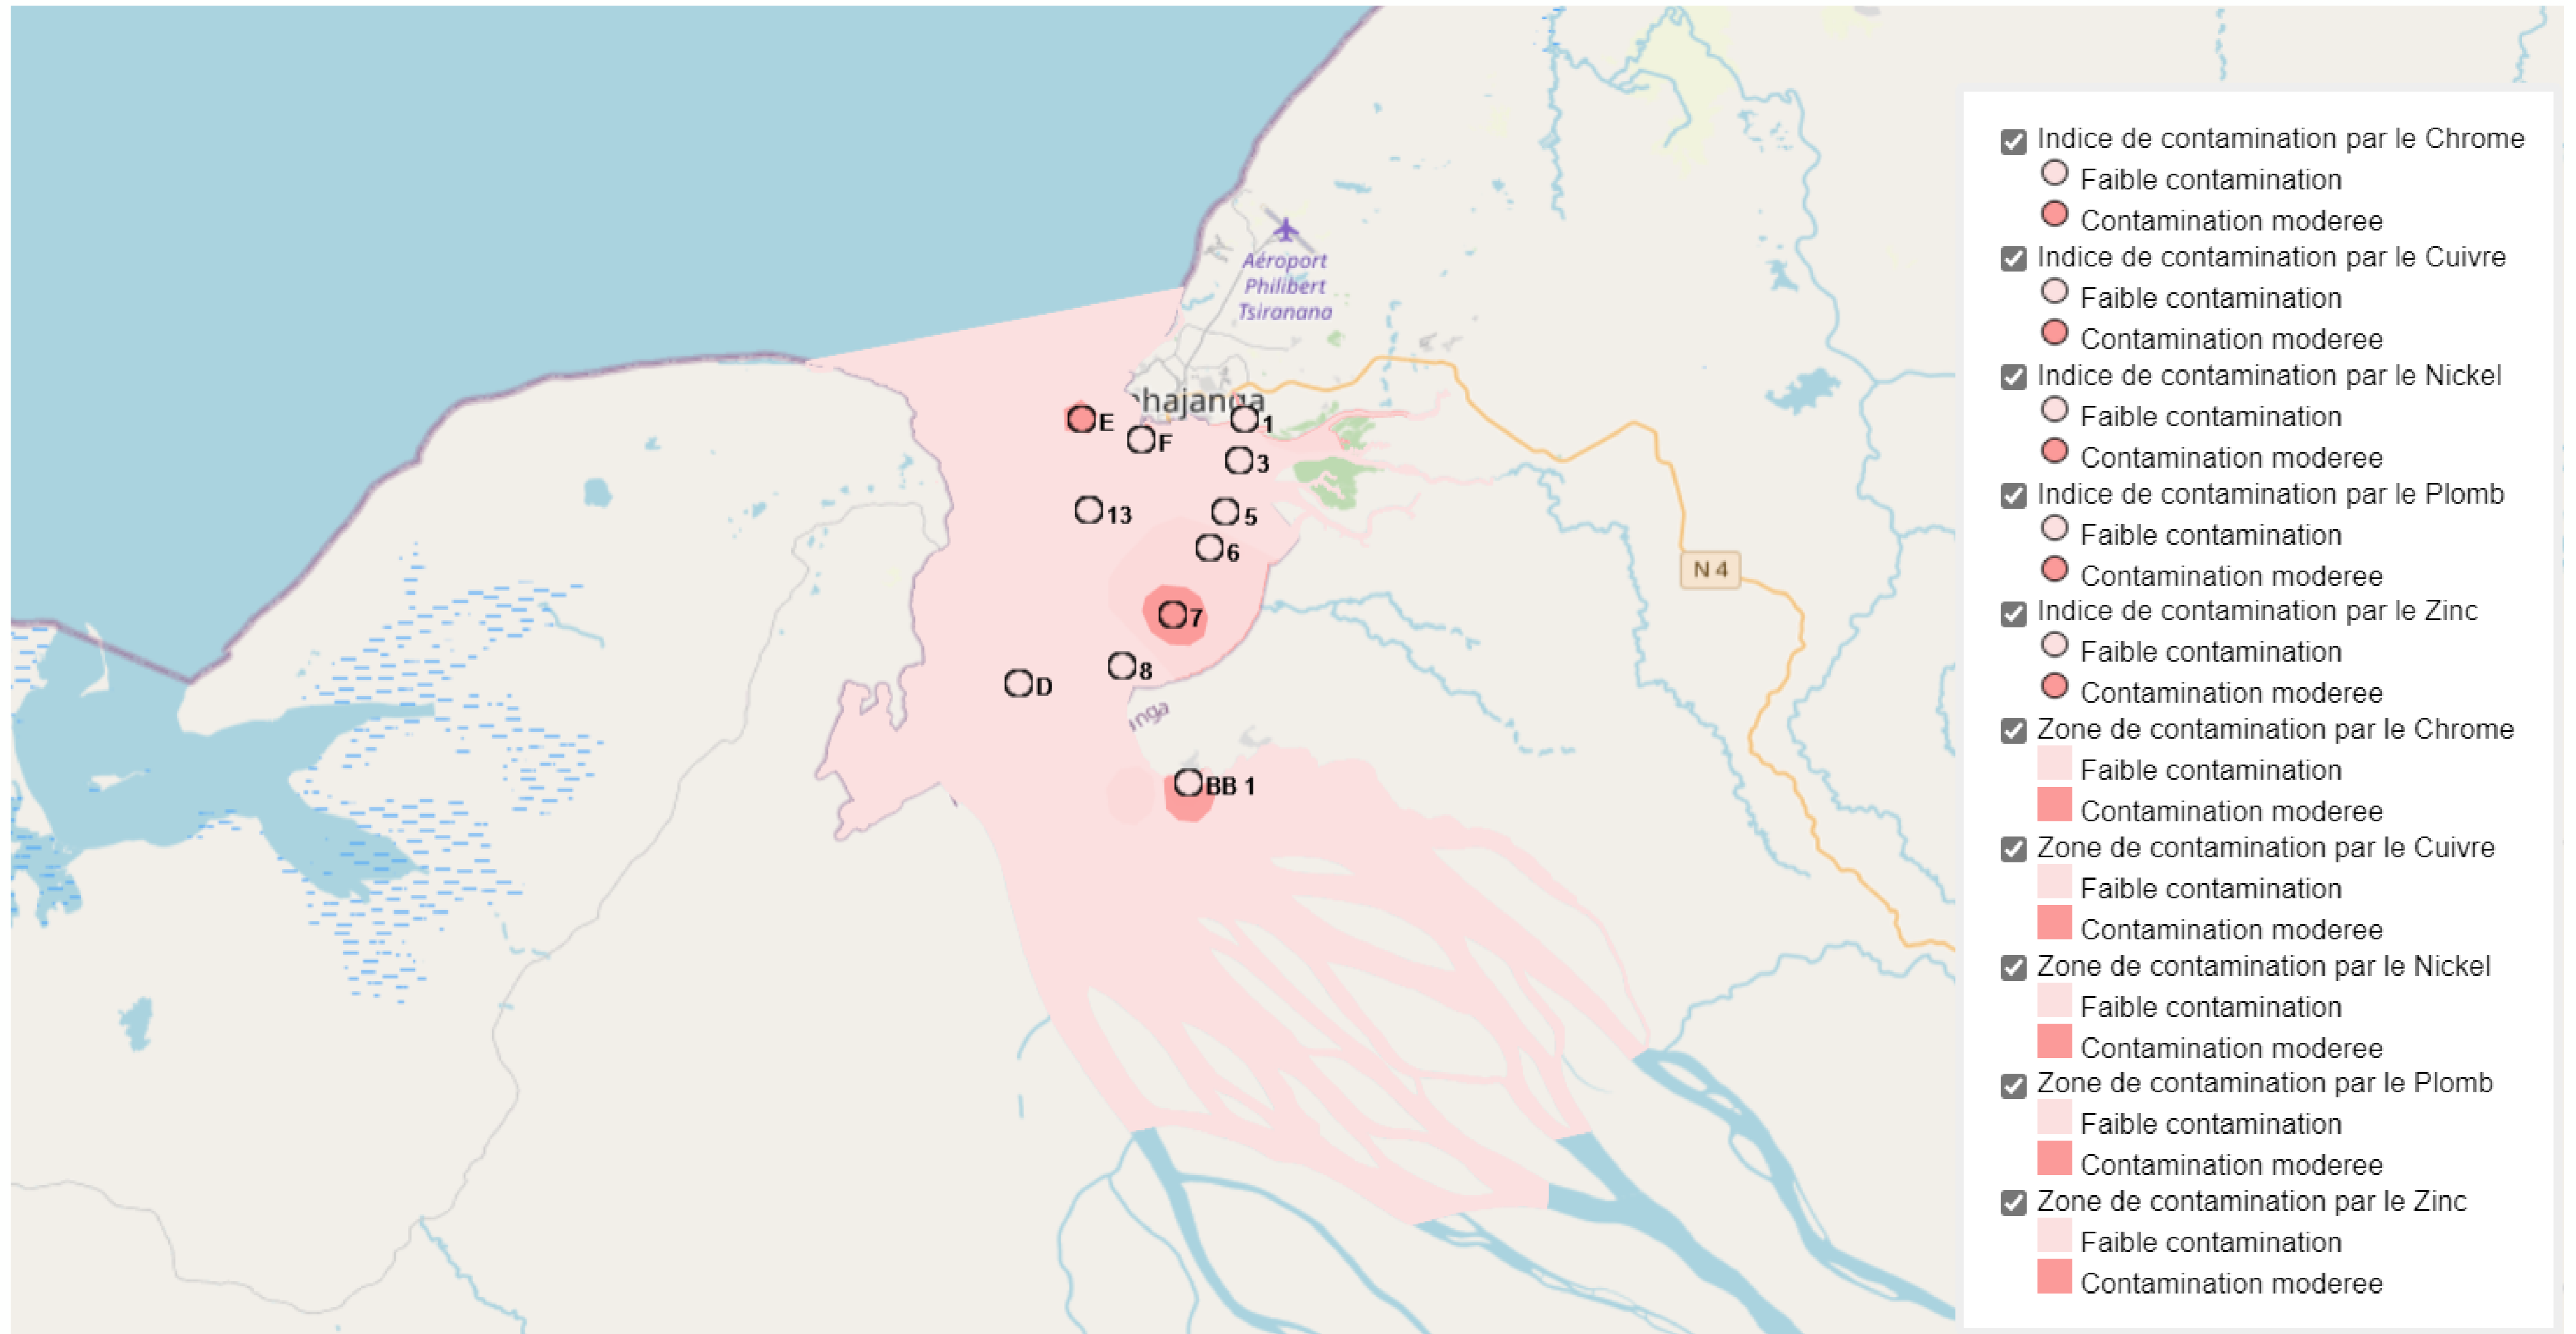 Aéroport
Philibert
Tsiranana
hajanga
E
F
1
3
13
5
6
7
8
D
inga
BB 1
N 4
Indice de contamination par le Chrome
Faible contamination
Contamination moderee
Indice de contamination par le Cuivre
Faible contamination
Contamination moderee
Indice de contamination par le Nickel
Faible contamination
Contamination moderee
Indice de contamination par le Plomb
Faible contamination
Contamination moderee
Indice de contamination par le Zinc
Faible contamination
Contamination moderee
Zone de contamination par le Chrome
Faible contamination
Contamination moderee
Zone de contamination par le Cuivre
Faible contamination
Contamination moderee
Zone de contamination par le Nickel
Faible contamination
Contamination moderee
Zone de contamination par le Plomb
Faible contamination
Contamination moderee
Zone de contamination par le Zinc
Faible contamination
Contamination moderee